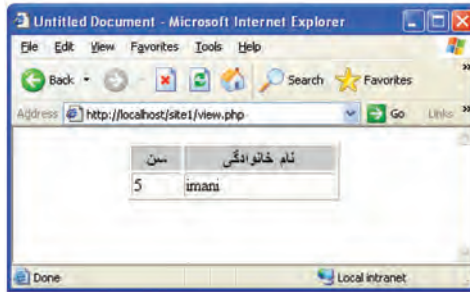 Untitled Document - Microsoft Internet Explorer
File Edit View Favorites Tools Help
Back Search Favorites »
Address http://localhost/site1/view.php Go Links »
نام خانوادگی سن
5 imani
Done Local intranet